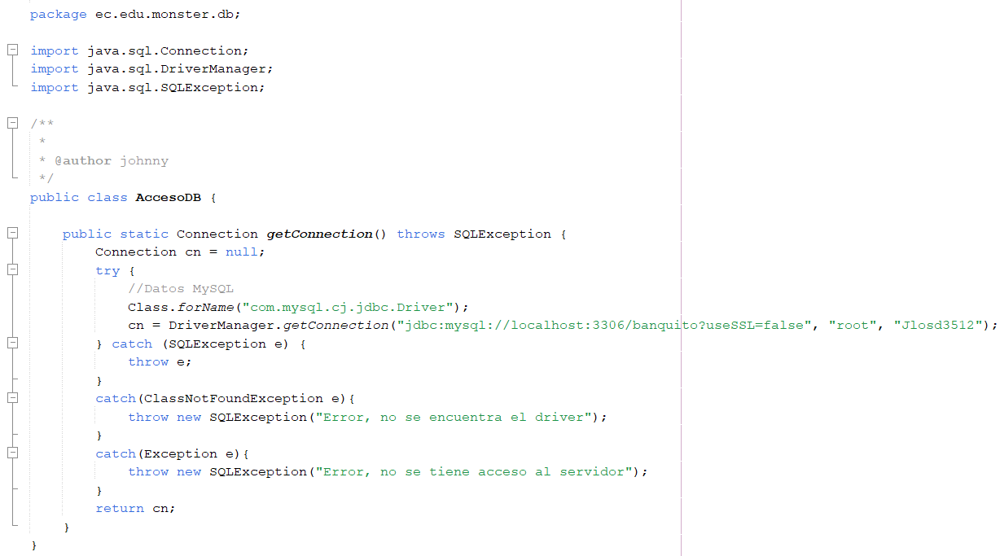 package ec.edu.monster.db;
import java.sql.Connection;
import java.sql.DriverManager;
import java.sql.SQLException;
/**
*
* @author johnny
*/
public class AccesoDB {
public static Connection getConnection() throws SQLException {
Connection cn = null;
try {
//Datos MySQL
Class.forName("com.mysql.cj.jdbc.Driver");
cn = DriverManager.getConnection("jdbc:mysql://localhost:3306/banquito?useSSL=false", "root", "Jlosd3512");
} catch (SQLException e) {
throw e;
}
catch(ClassNotFoundException e){
throw new SQLException("Error, no se encuentra el driver");
}
catch(Exception e){
throw new SQLException("Error, no se tiene acceso al servidor");
}
return cn;
}
}